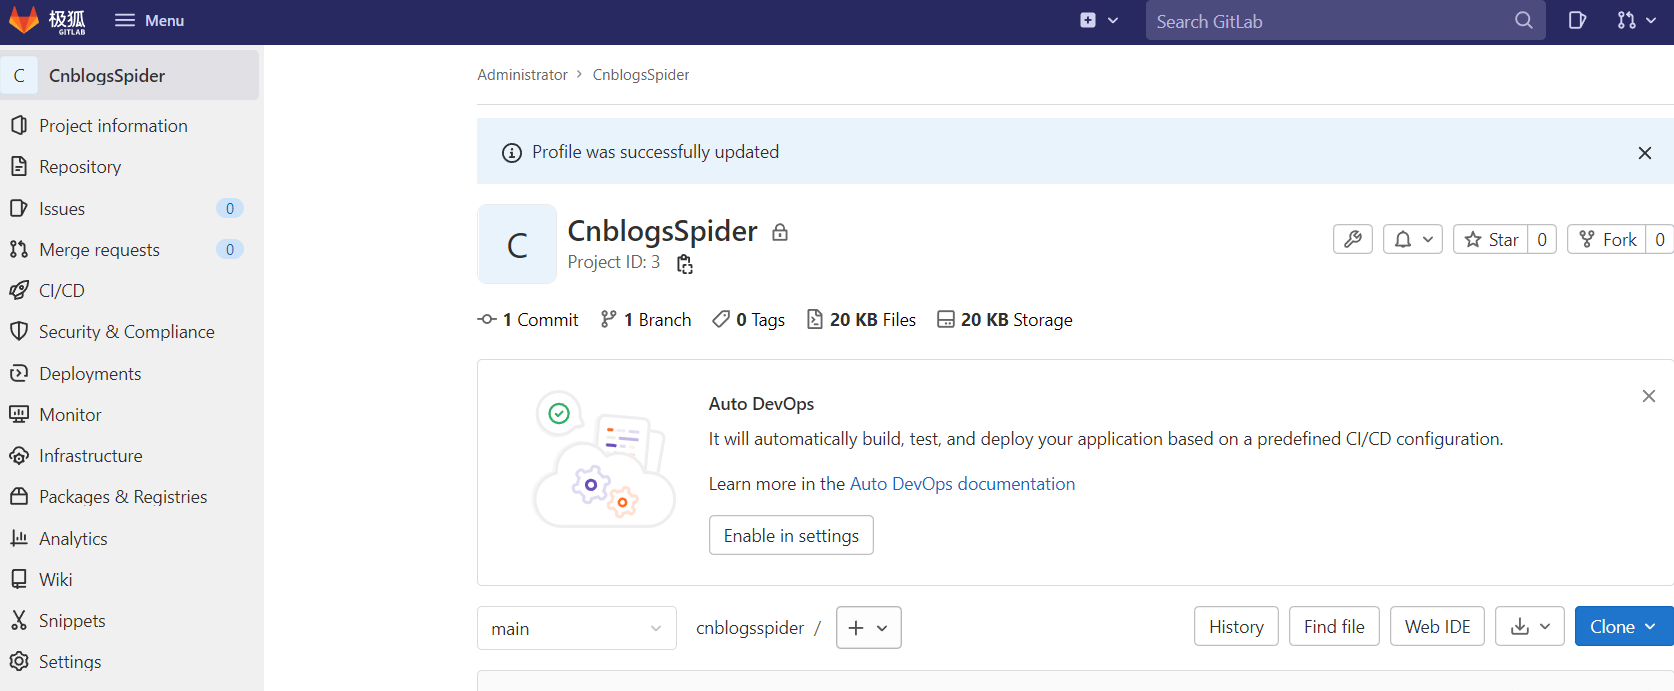 极狐
GITLAB
Menu
Search GitLab
C CnblogsSpider
Project information
Repository
Issues 0
Merge requests 0
CI/CD
Security & Compliance
Deployments
Monitor
Infrastructure
Packages & Registries
Analytics
Wiki
Snippets
Settings
Administrator > CnblogsSpider
Profile was successfully updated
C
CnblogsSpider
Project ID: 3
Star 0
Fork 0
1 Commit 1 Branch 0 Tags 20 KB Files 20 KB Storage
Auto DevOps
It will automatically build, test, and deploy your application based on a predefined CI/CD configuration.
Learn more in the Auto DevOps documentation
Enable in settings
main
cnblogsspider /
History
Find file
Web IDE
Clone